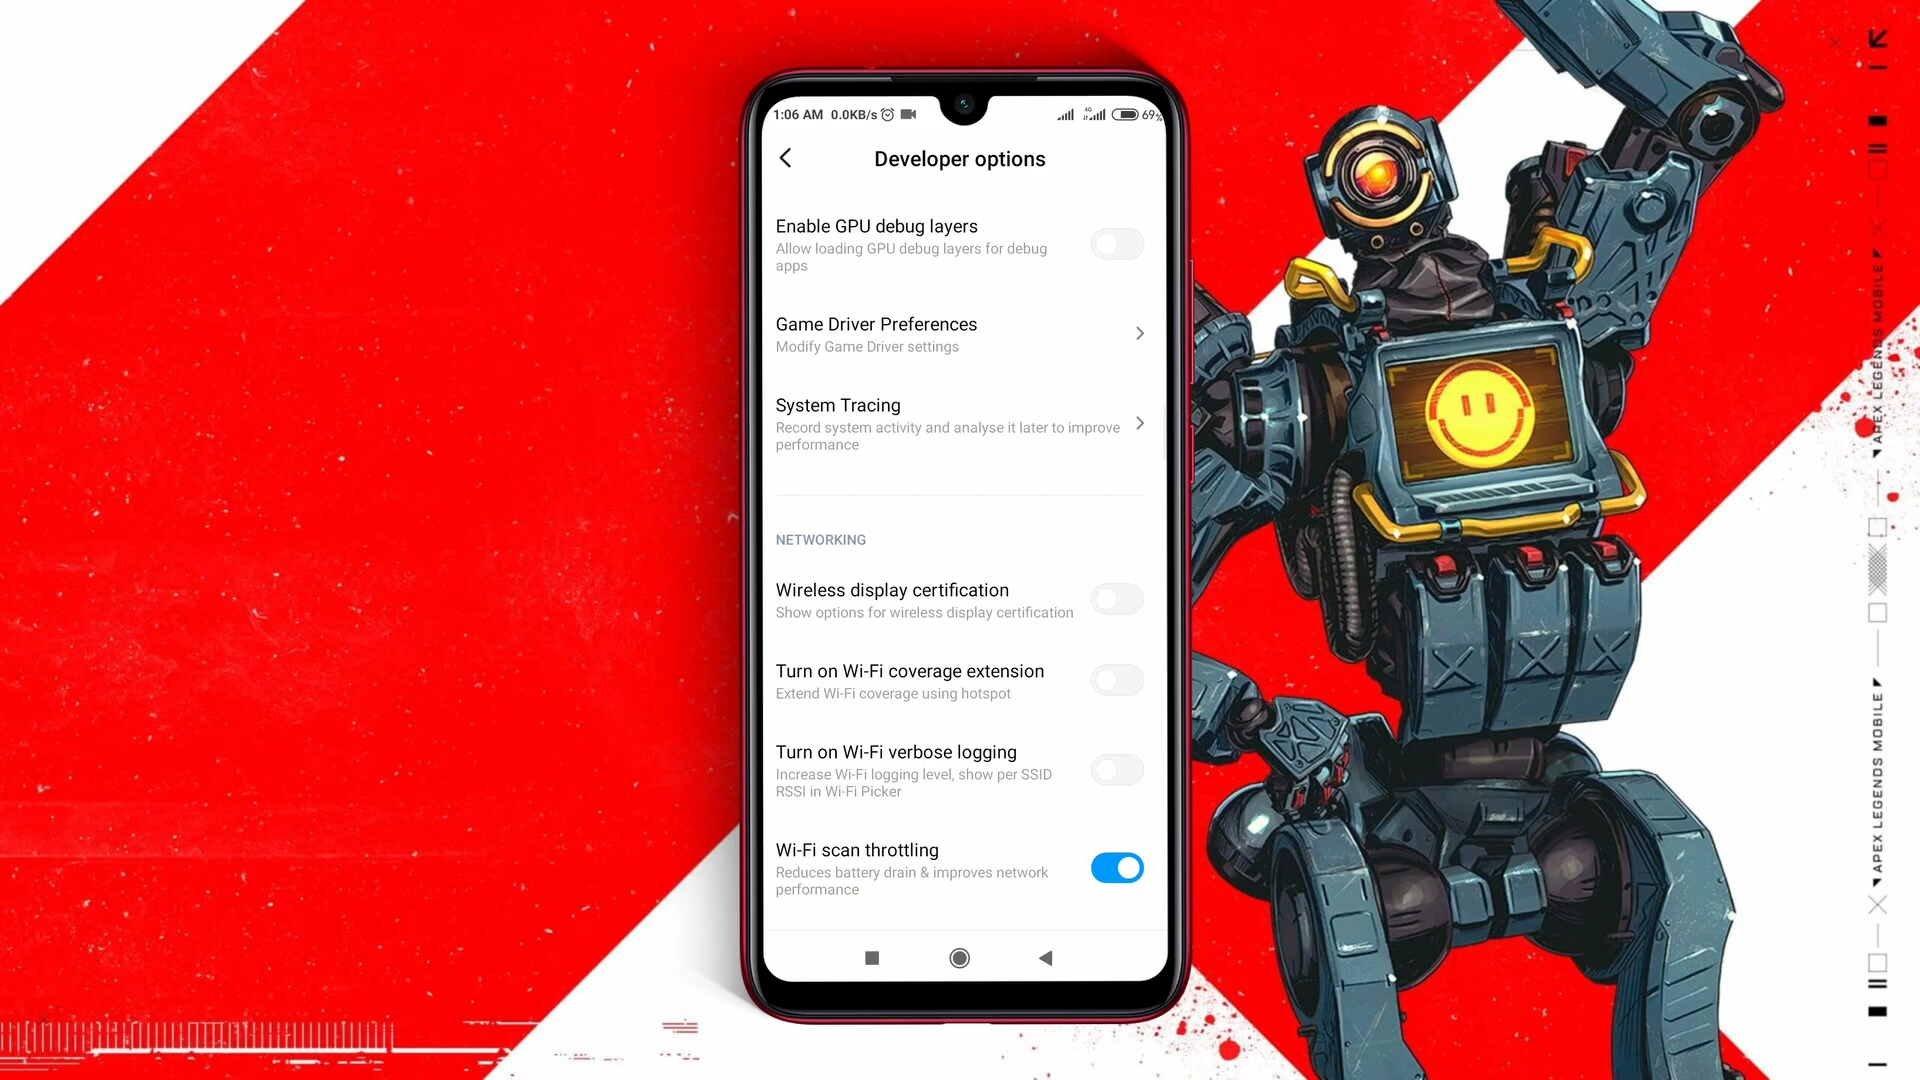 1:06 AM 0.0KB/s 4G 69%
Developer options
Enable GPU debug layers
Allow loading GPU debug layers for debug
apps
Game Driver Preferences
Modify Game Driver settings
System Tracing
Record system activity and analyse it later to improve
performance
NETWORKING
Wireless display certification
Show options for wireless display certification
Turn on Wi-Fi coverage extension
Extend Wi-Fi coverage using hotspot
Turn on Wi-Fi verbose logging
Increase Wi-Fi logging level, show per SSID
RSSI in Wi-Fi Picker
Wi-Fi scan throttling
Reduces battery drain & improves network
performance
APEX LEGENDS MOBILE
APEX LEGENDS MOBILE